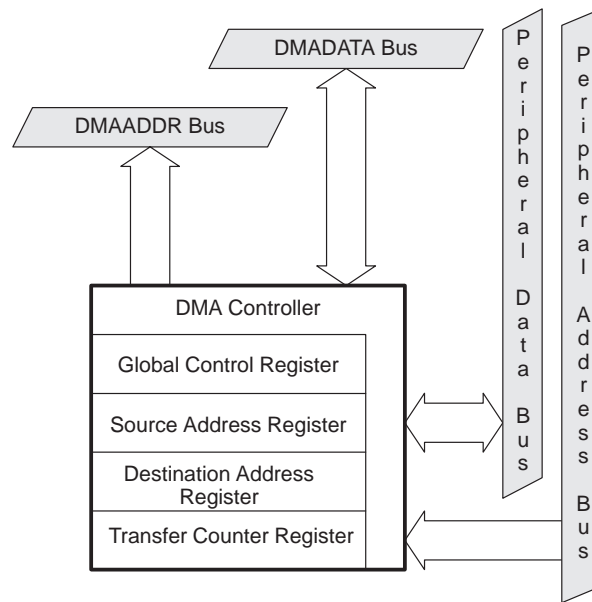 DMADATA Bus
DMAADDR Bus
DMA Controller
Global Control Register
Source Address Register
Destination Address
Register
Transfer Counter Register
Peripheral Data Bus
Peripheral Address Bus